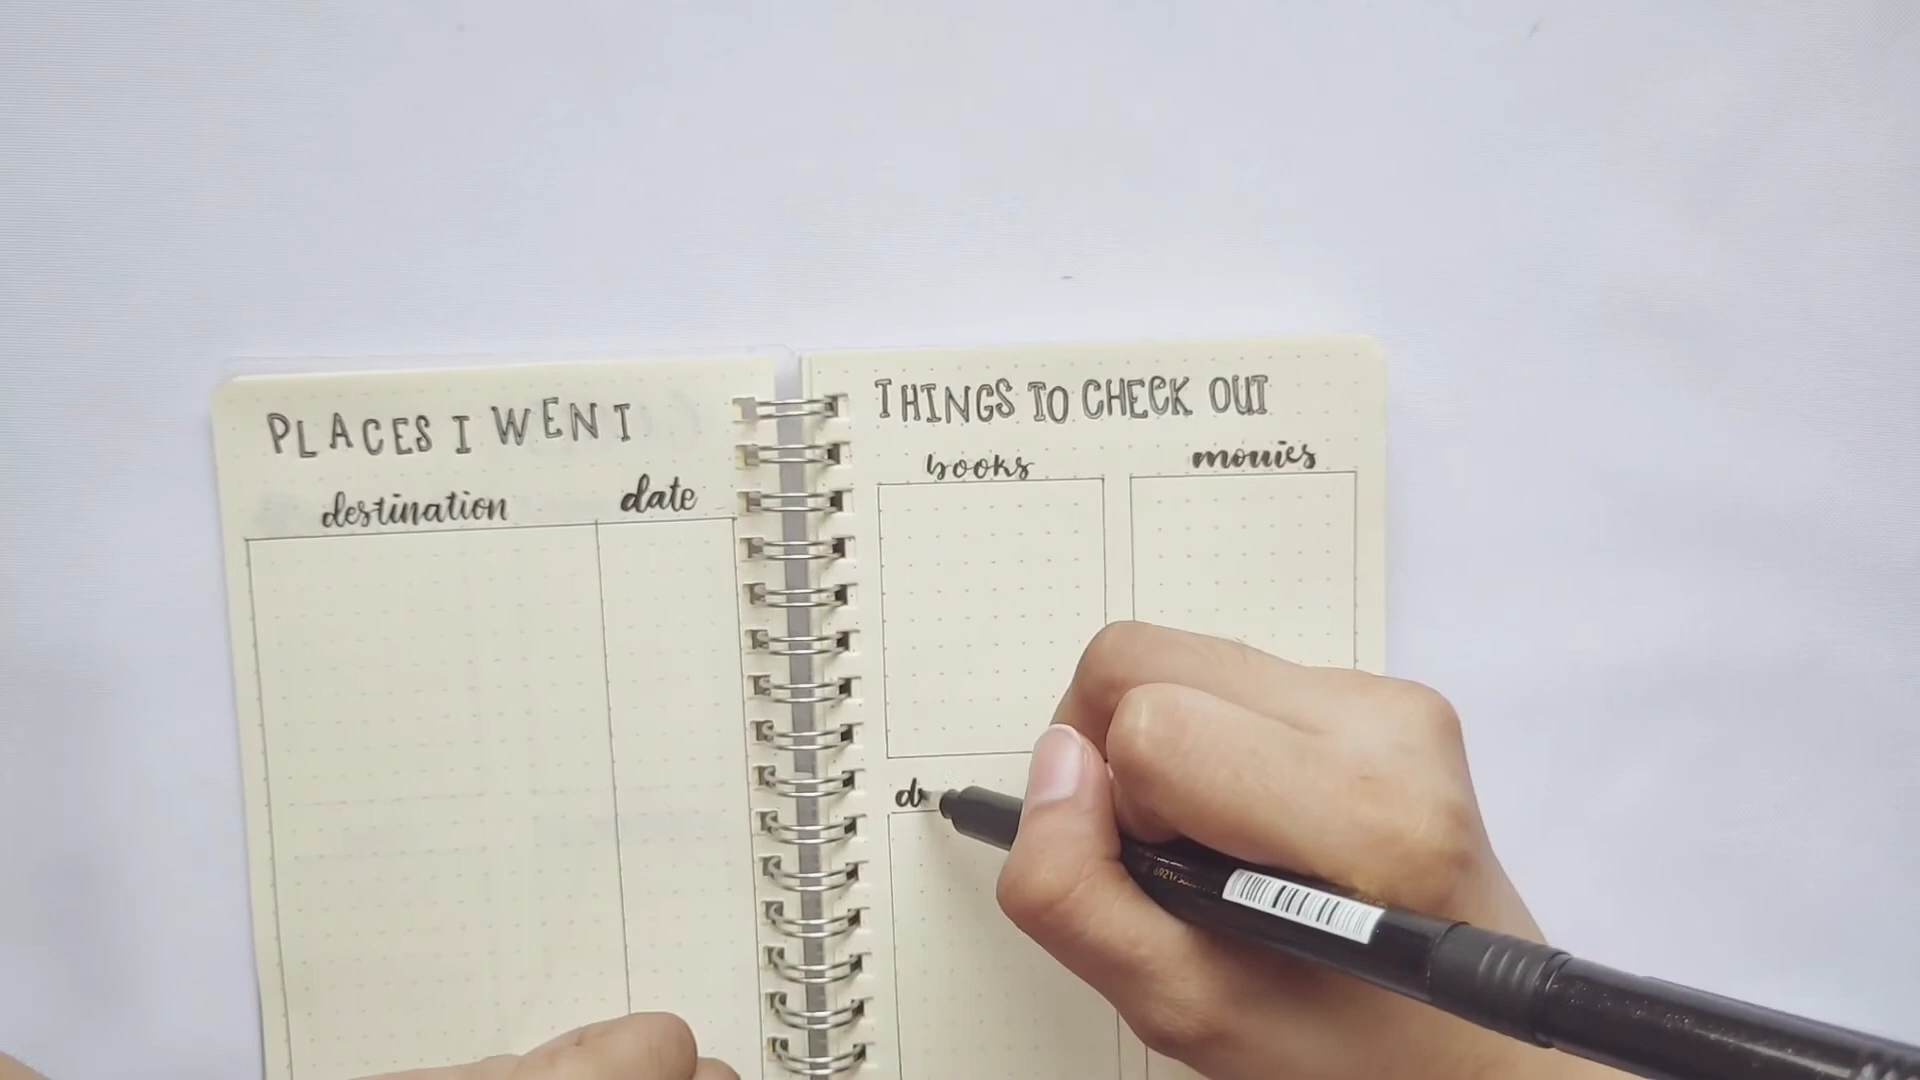 PLACES I WENT
destination date
THINGS TO CHECK OUT
books movies